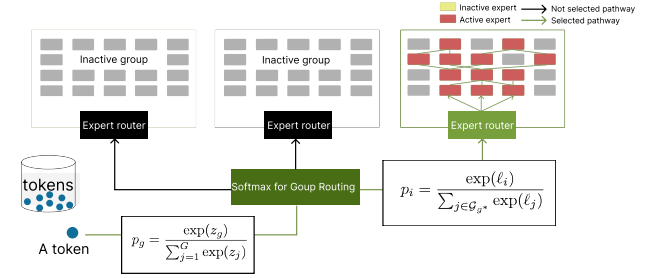 Inactive expert
Not selected pathway
Active expert
Selected pathway
Inactive group
Inactive group
Expert router
Expert router
Expert router
tokens
Softmax for Goup Routing
p_i = \frac{\exp(\ell_i)}{\sum_{j \in \mathcal{G}_{g^*}} \exp(\ell_j)}
A token
p_g = \frac{\exp(z_g)}{\sum_{j=1}^{G} \exp(z_j)}